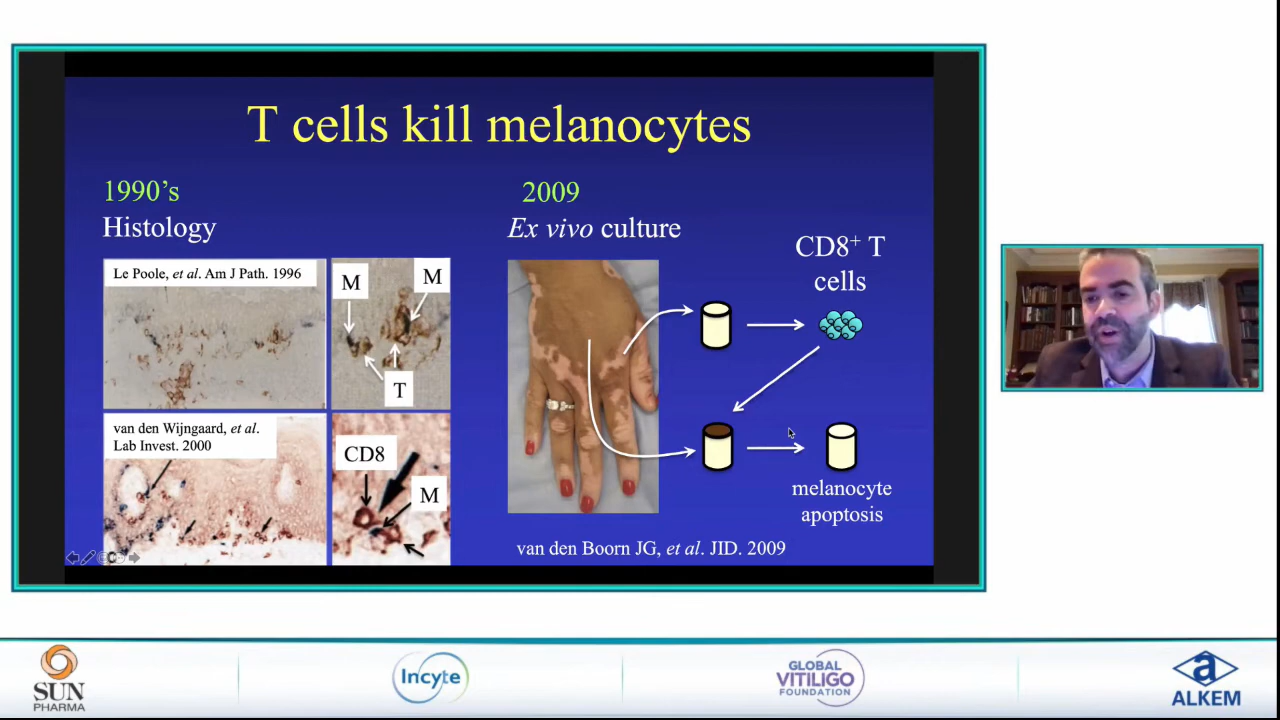 T cells kill melanocytes
1990's
Histology
Le Poole, et al. Am J Path. 1996
M
M
T
van den Wijngaard, et al.
Lab Invest. 2000
CD8
M
2009
Ex vivo culture
CD8+ T
cells
melanocyte
apoptosis
van den Boorn JG, et al. JID. 2009
SUN
PHARMA
Incyte
GLOBAL
VITILIGO
FOUNDATION
a
ALKEM